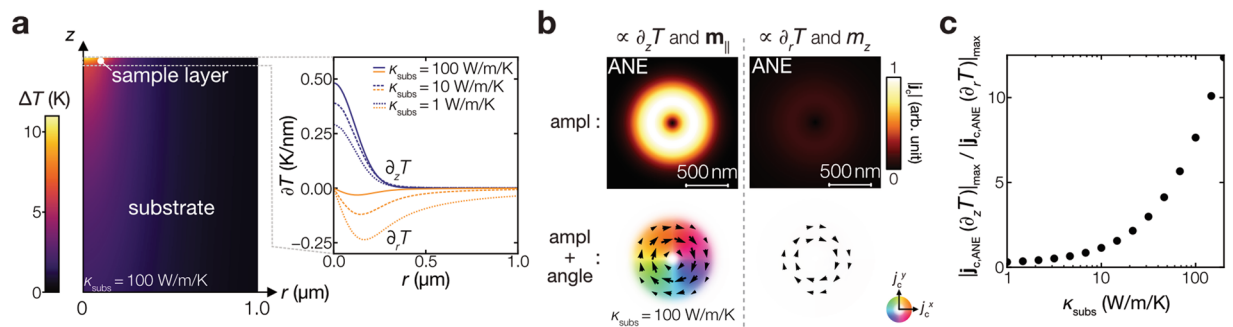 a
z
sample layer
ΔT (K)
10
5
0
substrate
κsubs = 100 W/m/K
r (μm)
0
1.0
∂T (K/nm)
0.50
0.25
0.00
−0.25
κsubs = 100 W/m/K
κsubs = 10 W/m/K
κsubs = 1 W/m/K
∂zT
∂rT
0.0
0.5
1.0
r (μm)
b
∝ ∂zT and m||
∝ ∂rT and mz
ANE
ANE
ampl :
500 nm
500 nm
1
0
|jc| (arb. unit)
ampl
+
angle
:
κsubs = 100 W/m/K
jcy
jcx
c
|jc,ANE (∂zT)|max / |jc,ANE (∂rT)|max
10
5
0
1
10
100
κsubs (W/m/K)